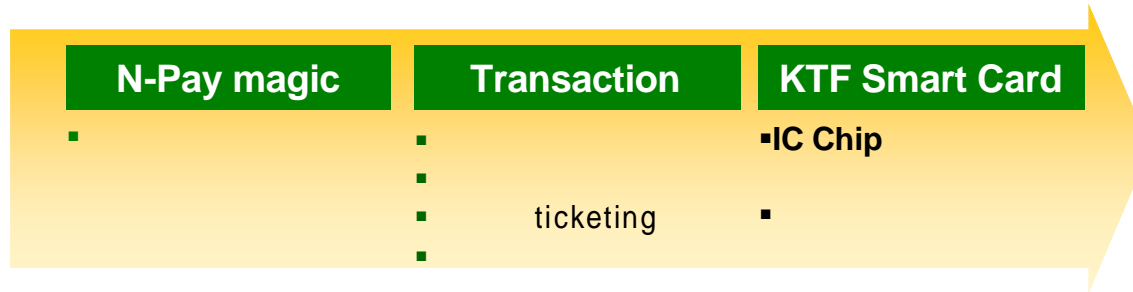 N-Pay magic
Transaction
KTF Smart Card
▪
▪
▪
▪ ticketing
▪
▪IC Chip
▪